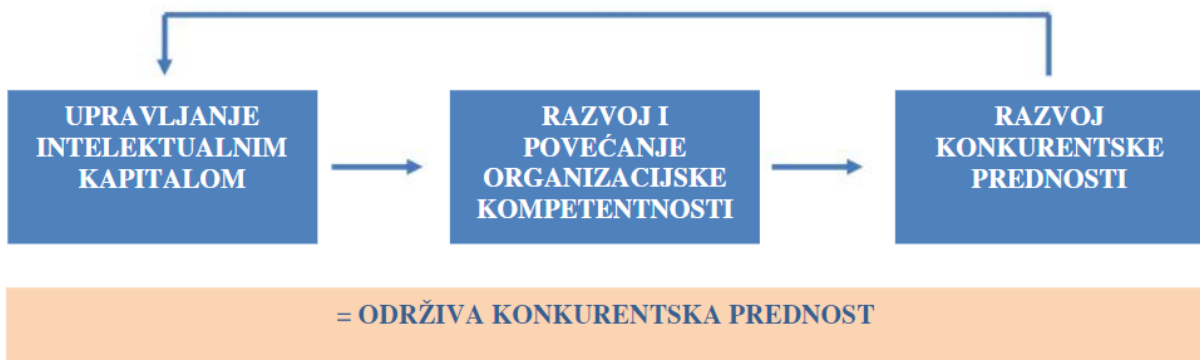 UPRAVLJANJE
INTELEKTUALNIM
KAPITALOM
RAZVOJ I
POVEĆANJE
ORGANIZACIJSKE
KOMPETENTNOSTI
RAZVOJ
KONKURENTSKE
PREDNOSTI
= ODRŽIVA KONKURENTSKA PREDNOST